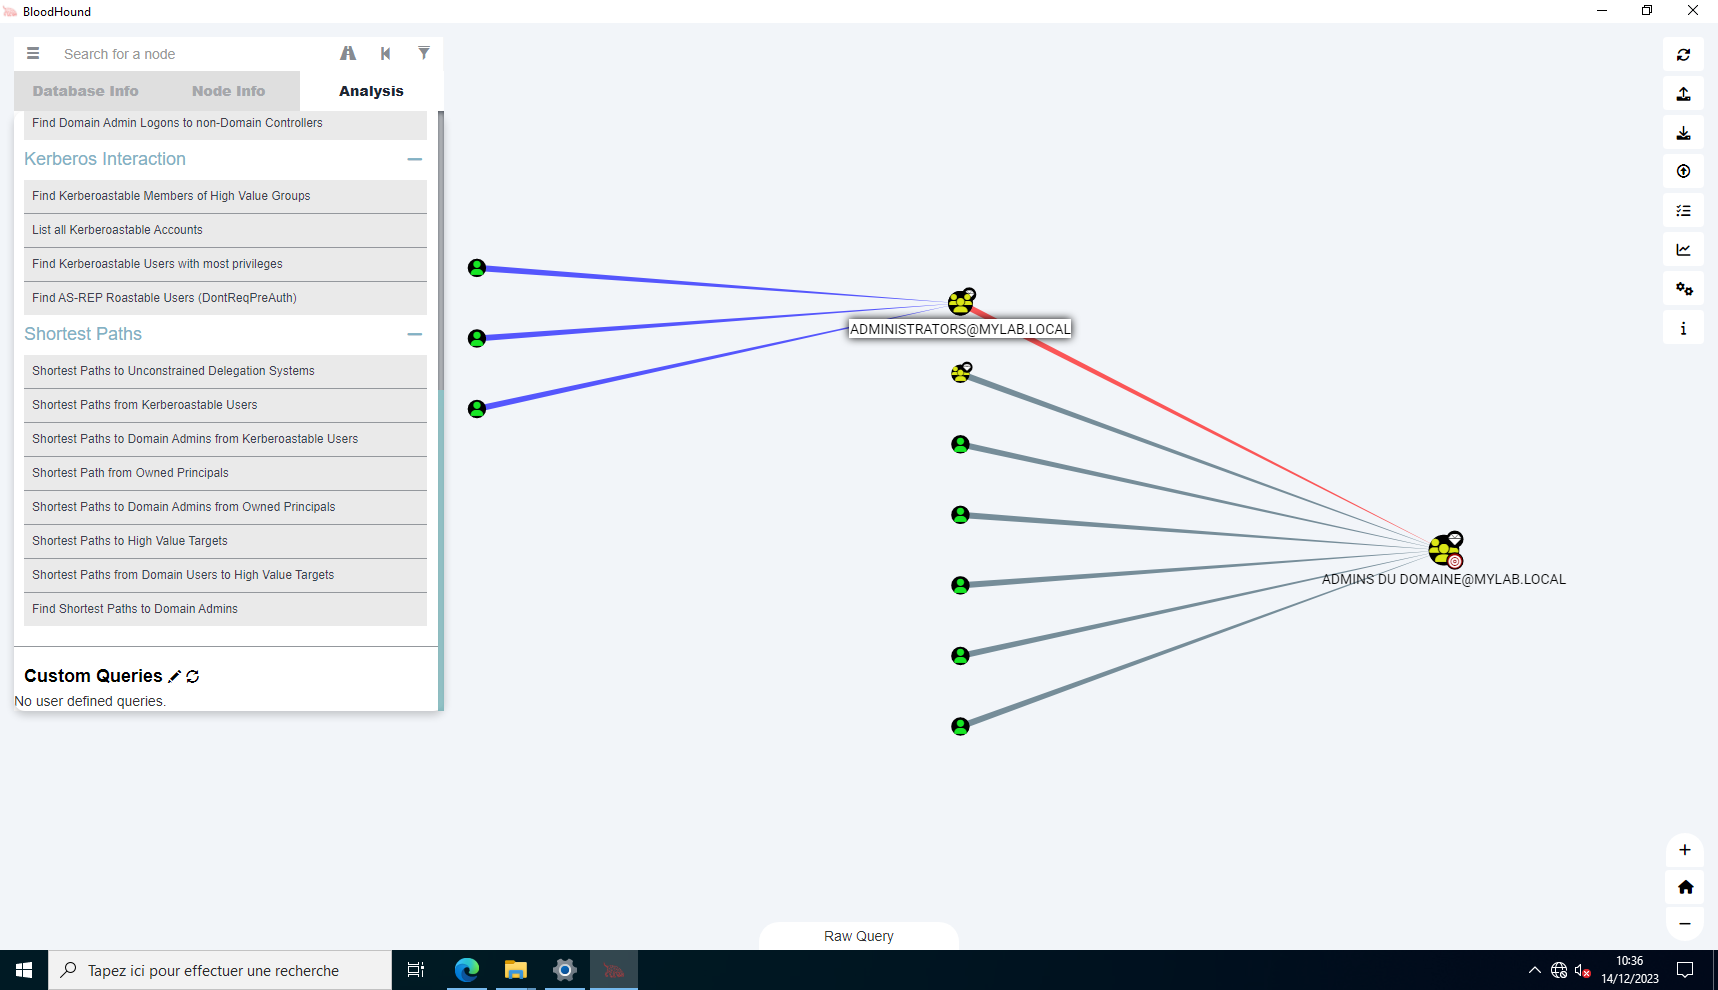 BloodHound
Search for a node
Database Info
Node Info
Analysis
Find Domain Admin Logons to non-Domain Controllers
Kerberos Interaction
Find Kerberoastable Members of High Value Groups
List all Kerberoastable Accounts
Find Kerberoastable Users with most privileges
Find AS-REP Roastable Users (DontReqPreAuth)
Shortest Paths
Shortest Paths to Unconstrained Delegation Systems
Shortest Paths from Kerberoastable Users
Shortest Paths to Domain Admins from Kerberoastable Users
Shortest Path from Owned Principals
Shortest Paths to Domain Admins from Owned Principals
Shortest Paths to High Value Targets
Shortest Paths from Domain Users to High Value Targets
Find Shortest Paths to Domain Admins
Custom Queries
No user defined queries.
ADMINISTRATORS@MYLAB.LOCAL
ADMINS DU DOMAINE@MYLAB.LOCAL
Raw Query
Tapez ici pour effectuer une recherche
10:36
14/12/2023